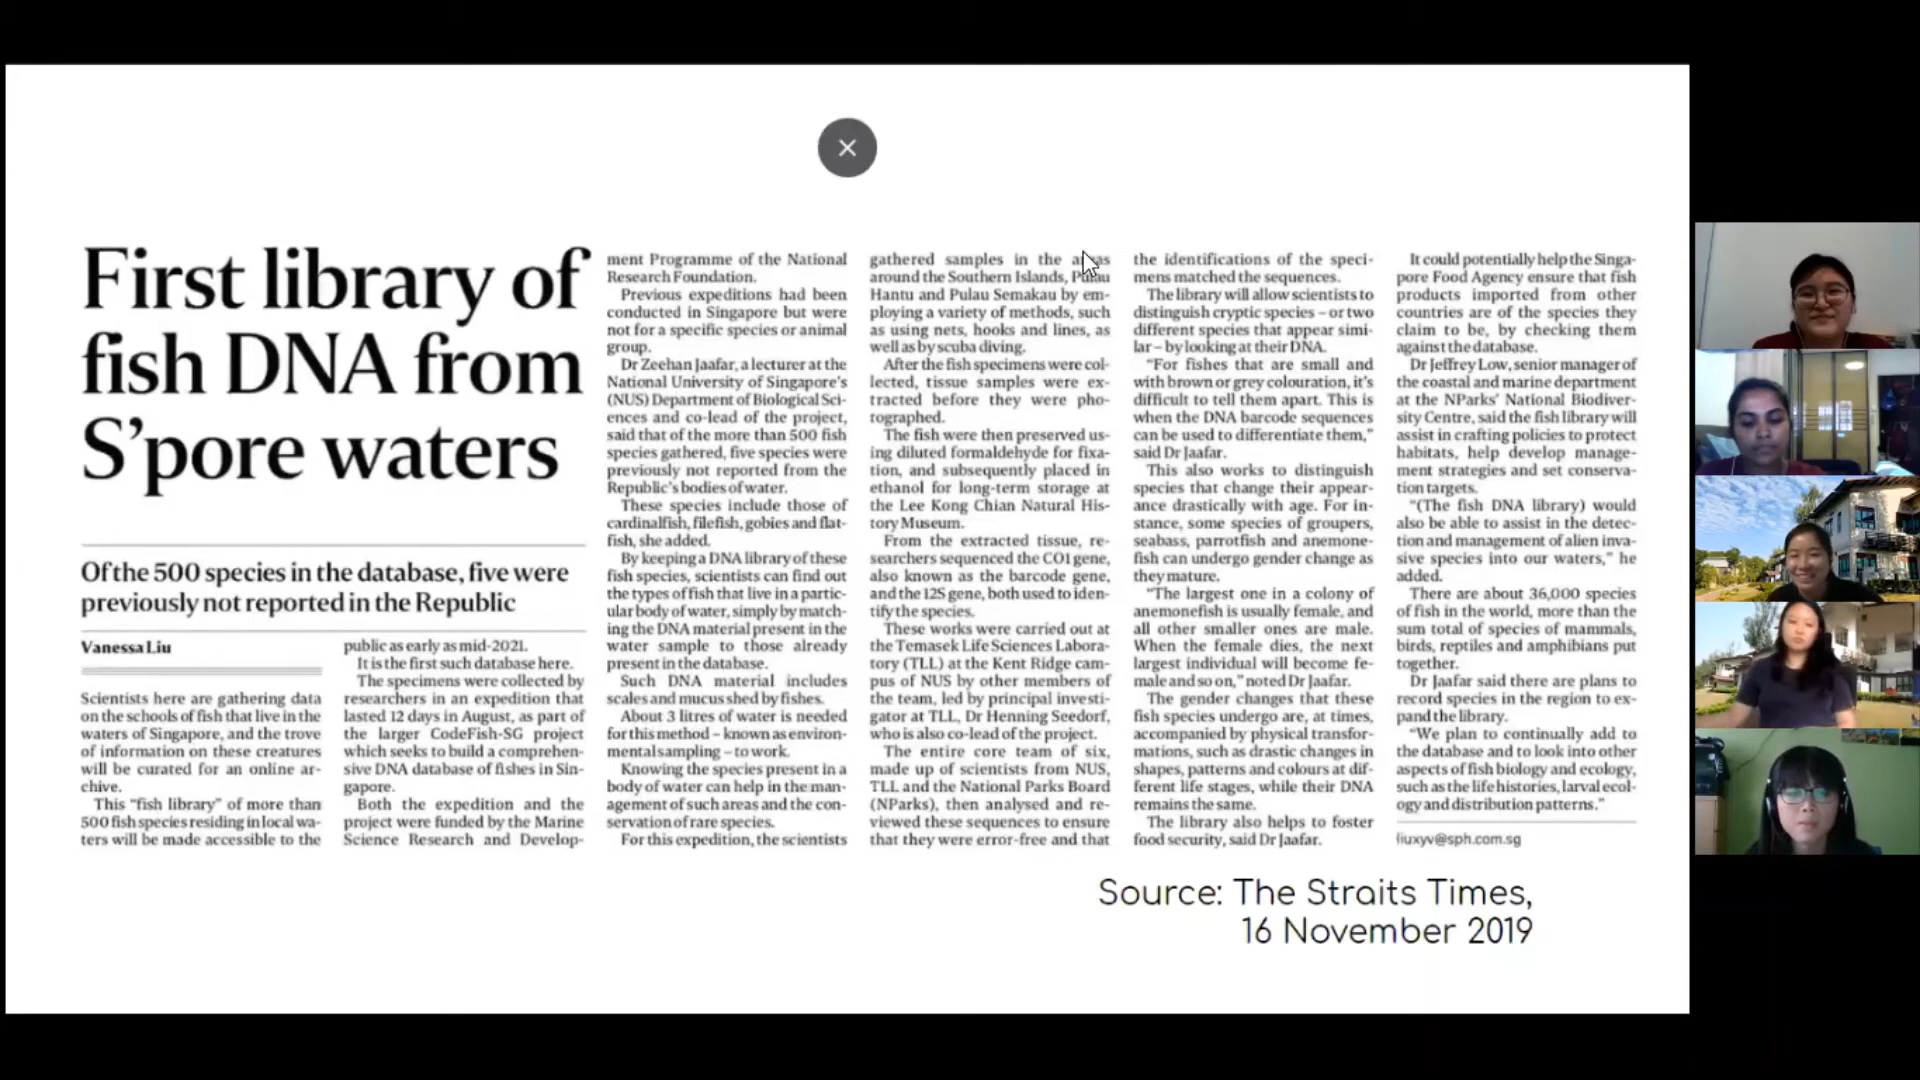 First library of
fish DNA from
S'pore waters
Of the 500 species in the database, five were
previously not reported in the Republic
Vanessa Liu
Scientists here are gathering data
on the schools of fish that live in the
waters of Singapore, and the trove
of information on these creatures
will be curated for an online ar-
chive.
This "fish library" of more than
500 fish species residing in local wa-
ters will be made accessible to the
public as early as mid-2021.
It is the first such database here.
The specimens were collected by
researchers in an expedition that
lasted 12 days in August, as part of
the larger CodeFish-SG project
which seeks to build a comprehen-
sive DNA database of fishes in Sin-
gapore.
Both the expedition and the
project were funded by the Marine
Science Research and Develop-
ment Programme of the National
Research Foundation.
Previous expeditions had been
conducted in Singapore but were
not for a specific species or animal
group.
Dr Zeehan Jaafar, a lecturer at the
National University of Singapore's
(NUS) Department of Biological Sci-
ences and co-lead of the project,
said that of the more than 500 fish
species gathered, five species were
previously not reported from the
Republic's bodies of water.
These species include those of
cardinalfish, filefish, gobies and flat-
fish, she added.
By keeping a DNA library of these
fish species, scientists can find out
the types of fish that live in a partic-
ular body of water, simply by match-
ing the DNA material present in the
water sample to those already
present in the database.
Such DNA material includes
scales and mucus shed by fishes.
About 3 litres of water is needed
for this method – known as environ-
mental sampling – to work.
Knowing the species present in a
body of water can help in the man-
agement of such areas and the con-
servation of rare species.
For this expedition, the scientists
gathered samples in the areas
around the Southern Islands, Pulau
Hantu and Pulau Semakau by em-
ploying a variety of methods, such
as using nets, hooks and lines, as
well as by scuba diving.
After the fish specimens were col-
lected, tissue samples were ex-
tracted before they were pho-
tographed.
The fish were then preserved us-
ing diluted formaldehyde for fixa-
tion, and subsequently placed in
ethanol for long-term storage at
the Lee Kong Chian Natural His-
tory Museum.
From the extracted tissue, re-
searchers sequenced the CO1 gene,
also known as the barcode gene,
and the 12S gene, both used to iden-
tify the species.
These works were carried out at
the Temasek Life Sciences Labora-
tory (TLL) at the Kent Ridge cam-
pus of NUS by other members of
the team, led by principal investi-
gator at TLL, Dr Henning Seedorf,
who is also co-lead of the project.
The entire core team of six,
made up of scientists from NUS,
TLL and the National Parks Board
(NParks), then analysed and re-
viewed these sequences to ensure
that they were error-free and that
the identifications of the speci-
mens matched the sequences.
The library will allow scientists to
distinguish cryptic species – or two
different species that appear simi-
lar – by looking at their DNA.
"For fishes that are small and
with brown or grey colouration, it's
difficult to tell them apart. This is
when the DNA barcode sequences
can be used to differentiate them,"
said Dr Jaafar.
This also works to distinguish
species that change their appear-
ance drastically with age. For in-
stance, some species of groupers,
seabass, parrotfish and anemone-
fish can undergo gender change as
they mature.
"The largest one in a colony of
anemonefish is usually female, and
all other smaller ones are male.
When the female dies, the next
largest individual will become fe-
male and so on," noted Dr Jaafar.
The gender changes that these
fish species undergo are, at times,
accompanied by physical transfor-
mations, such as drastic changes in
shapes, patterns and colours at dif-
ferent life stages, while their DNA
remains the same.
The library also helps to foster
food security, said Dr Jaafar.
It could potentially help the Singa-
pore Food Agency ensure that fish
products imported from other
countries are of the species they
claim to be, by checking them
against the database.
Dr Jeffrey Low, senior manager of
the coastal and marine department
at the NParks' National Biodiver-
sity Centre, said the fish library will
assist in crafting policies to protect
habitats, help develop manage-
ment strategies and set conserva-
tion targets.
"(The fish DNA library) would
also be able to assist in the detec-
tion and management of alien inva-
sive species into our waters," he
added.
There are about 36,000 species
of fish in the world, more than the
sum total of species of mammals,
birds, reptiles and amphibians put
together.
Dr Jaafar said there are plans to
record species in the region to ex-
pand the library.
"We plan to continually add to
the database and to look into other
aspects of fish biology and ecology,
such as the life histories, larval ecol-
ogy and distribution patterns."
liuxyv@sph.com.sg
Source: The Straits Times,
16 November 2019